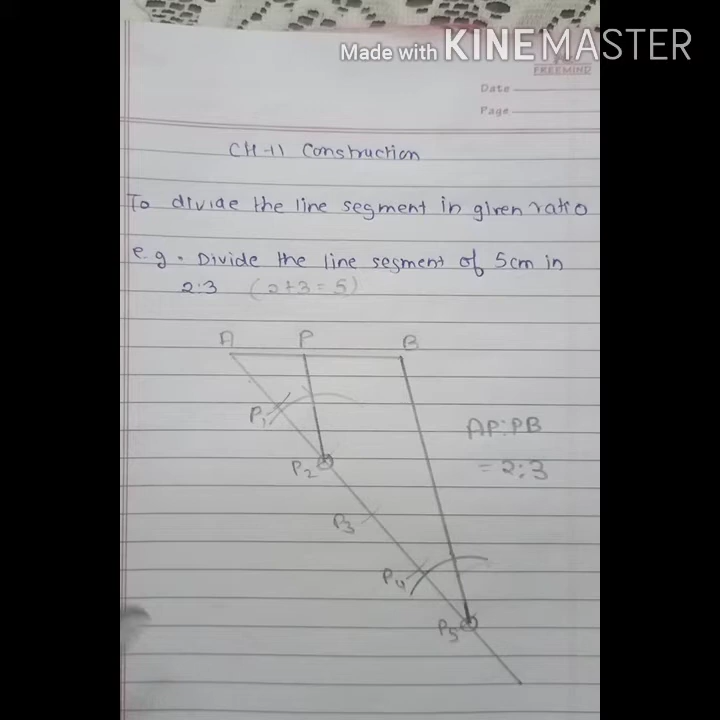 Made with KINEMASTER
FREEMIND
Date
Page
CH-11 Construction
To divide the line segment in given ratio
e.g. Divide the line segment of 5cm in
2:3 (2+3=5)
A P B
P1
AP:PB
P2
=2:3
P3
P4
P5